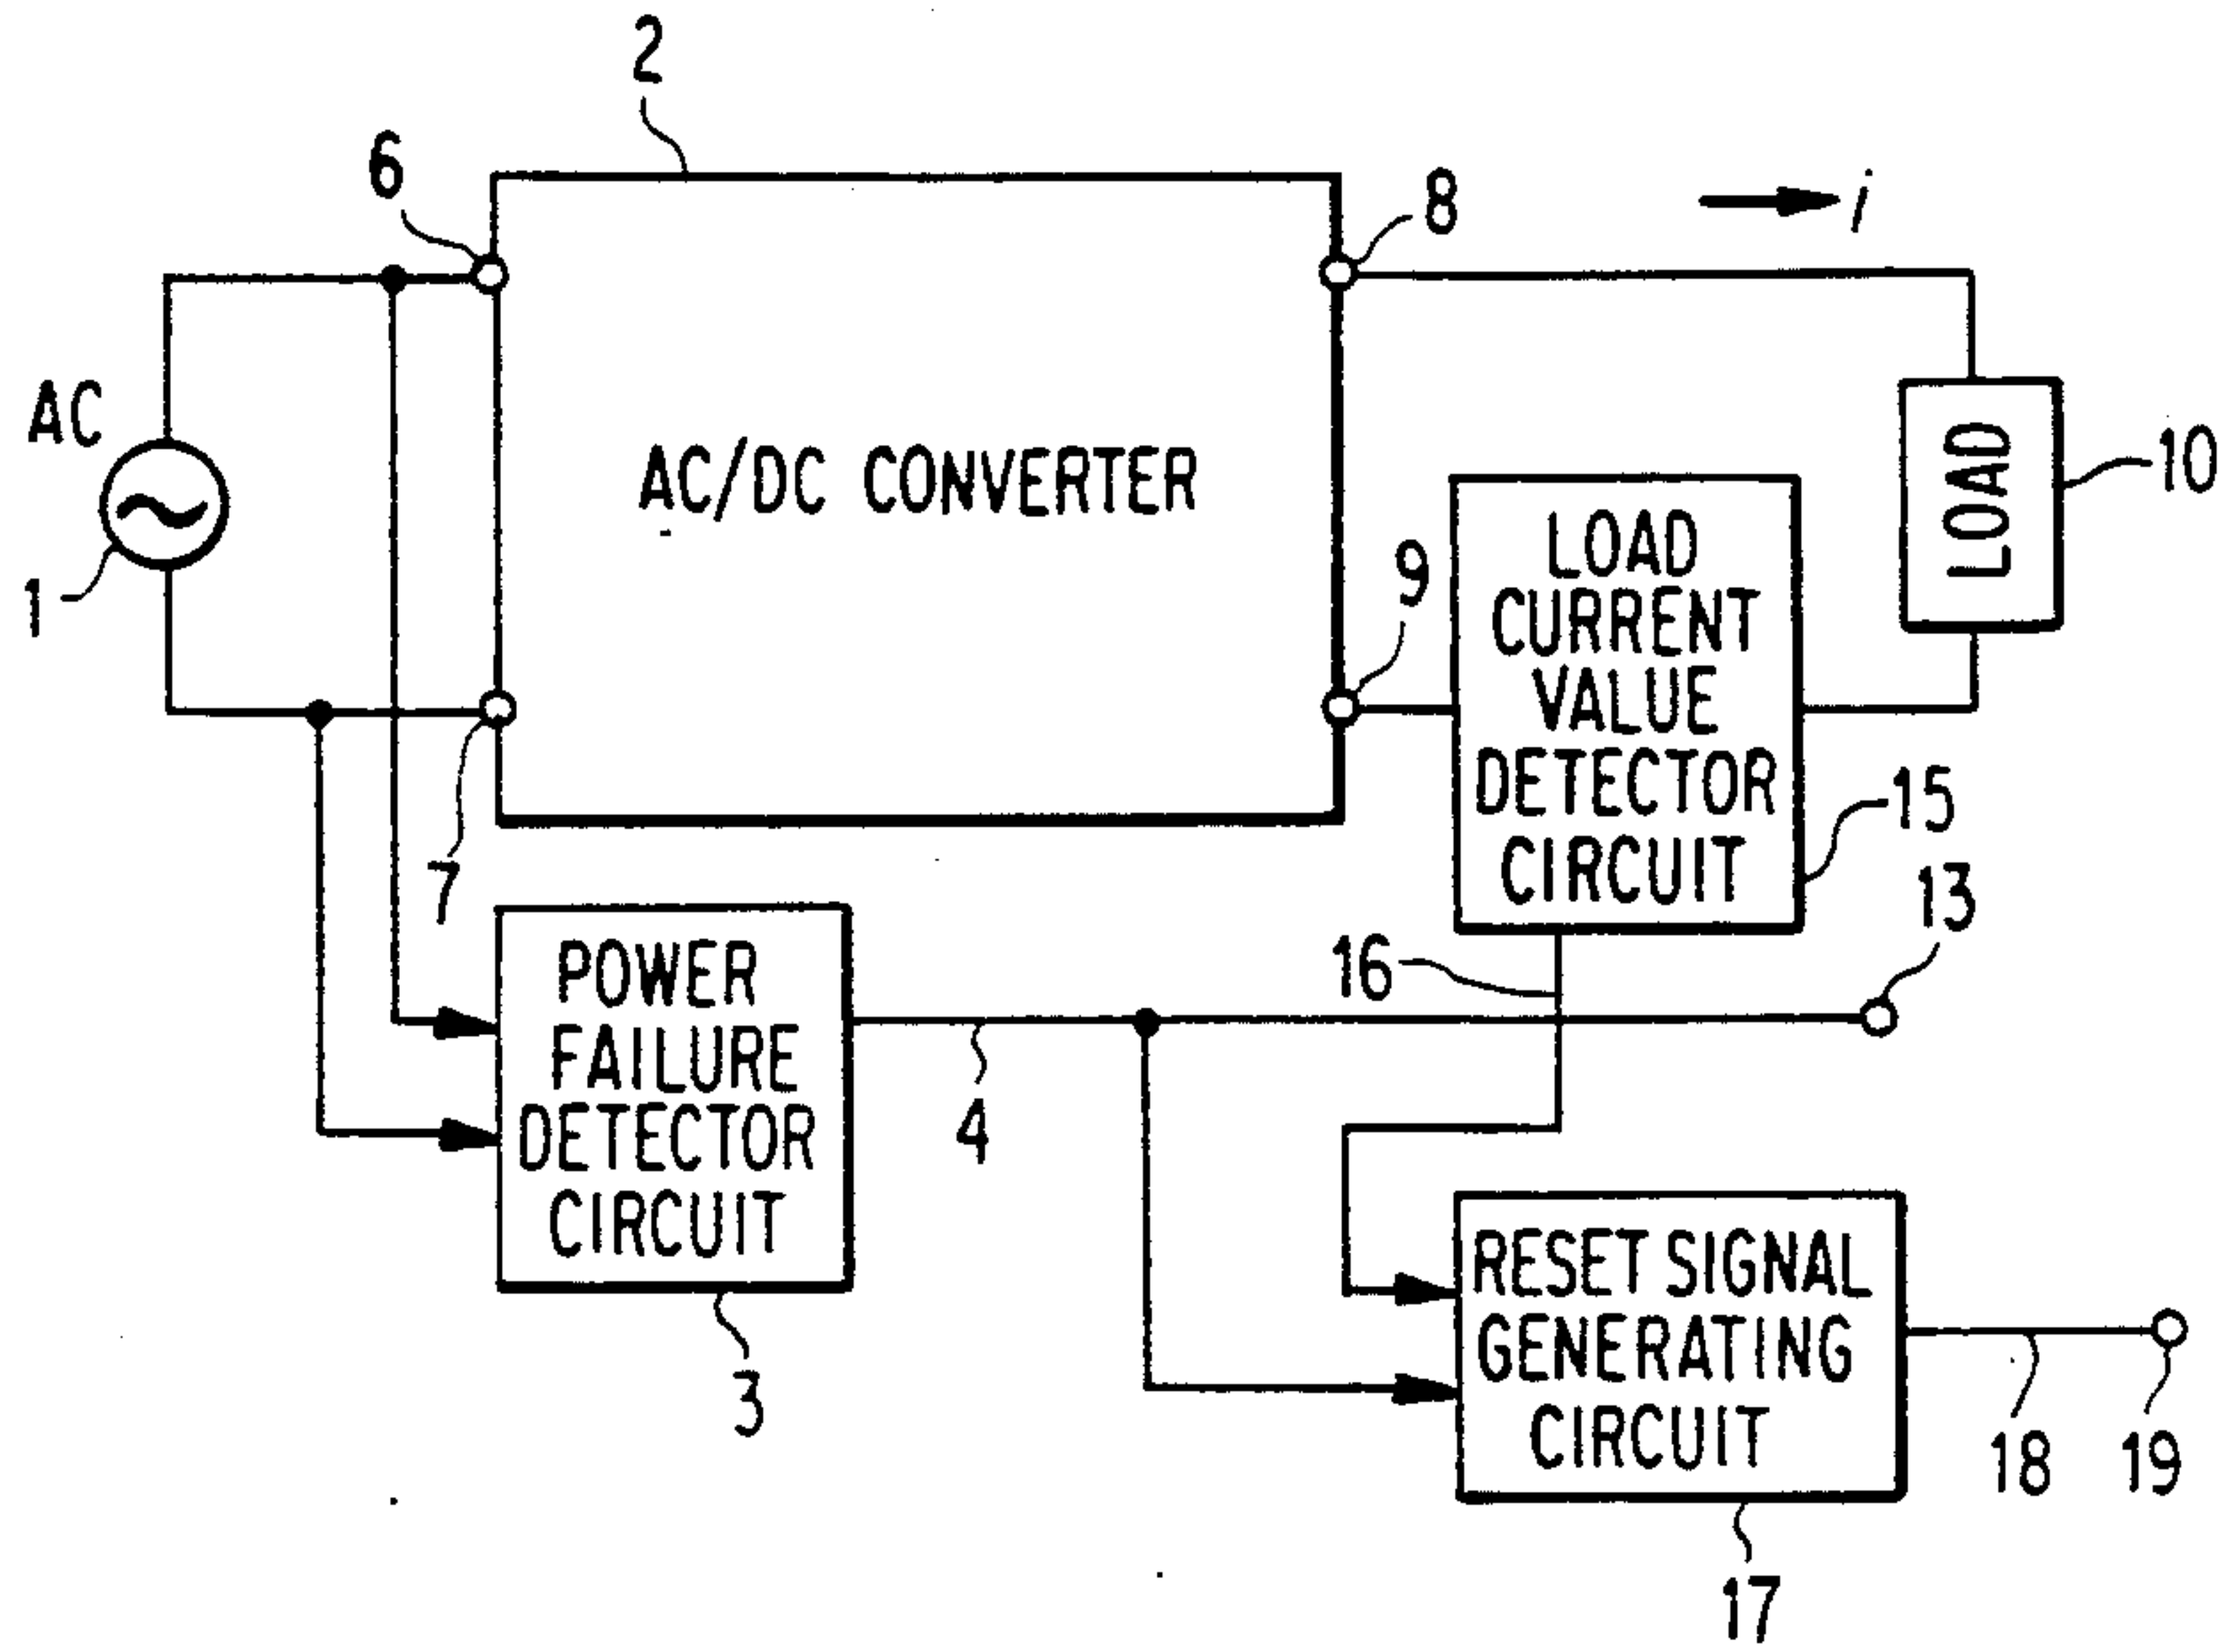 2
6
8
i
AC
AC/DC CONVERTER
LOAD
10
1
9
LOAD
CURRENT
VALUE
DETECTOR
CIRCUIT
15
7
13
16
POWER
FAILURE
DETECTOR
CIRCUIT
4
3
RESET SIGNAL
GENERATING
CIRCUIT
18
19
17